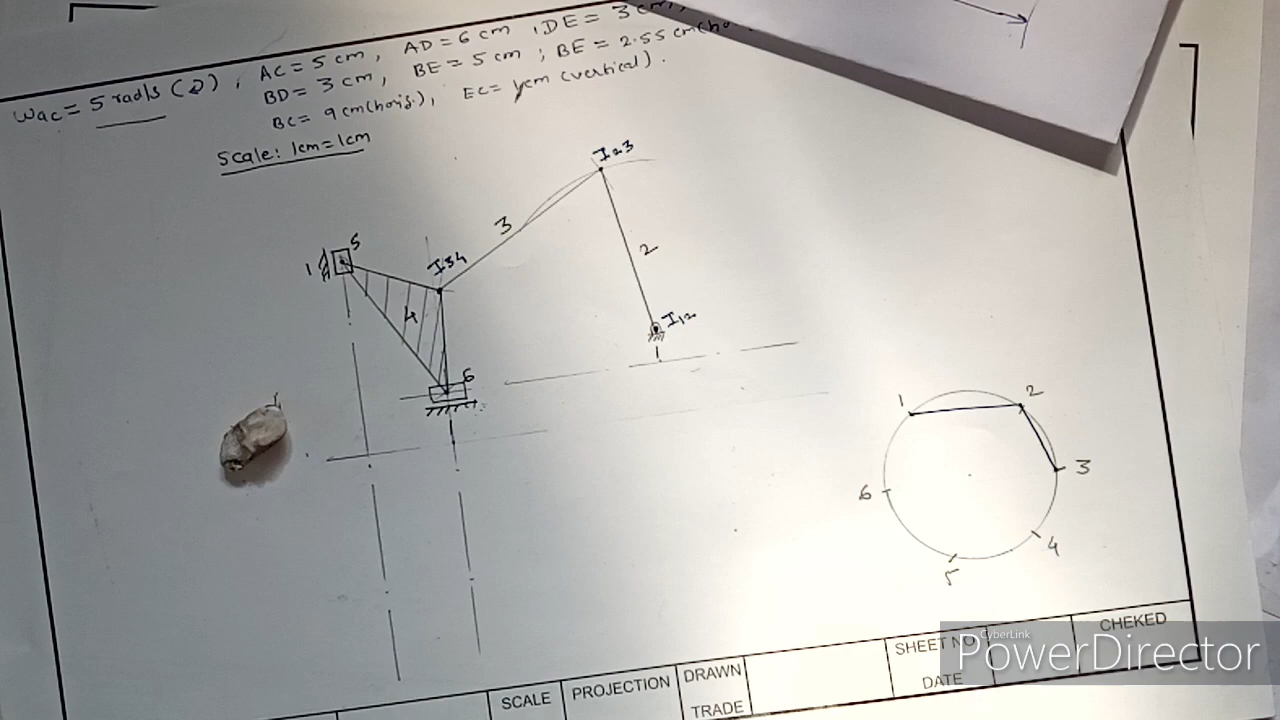 Wac = 5 rad/s (2), AC = 5 cm, AD = 6 cm, DE = 3 cm,
BD = 3 cm, BE = 5 cm ; BE = 2.55 cm (ho
BC = 9 cm (horiz.), EC = 1 cm (vertical).
Scale: 1cm = 1cm
I23
3
5
1
I34
2
4
I12
1
6
1
2
3
6
4
5
SCALE
PROJECTION
DRAWN
TRADE
SHEET NO
DATE
CHEKED
CyberLink
PowerDirector